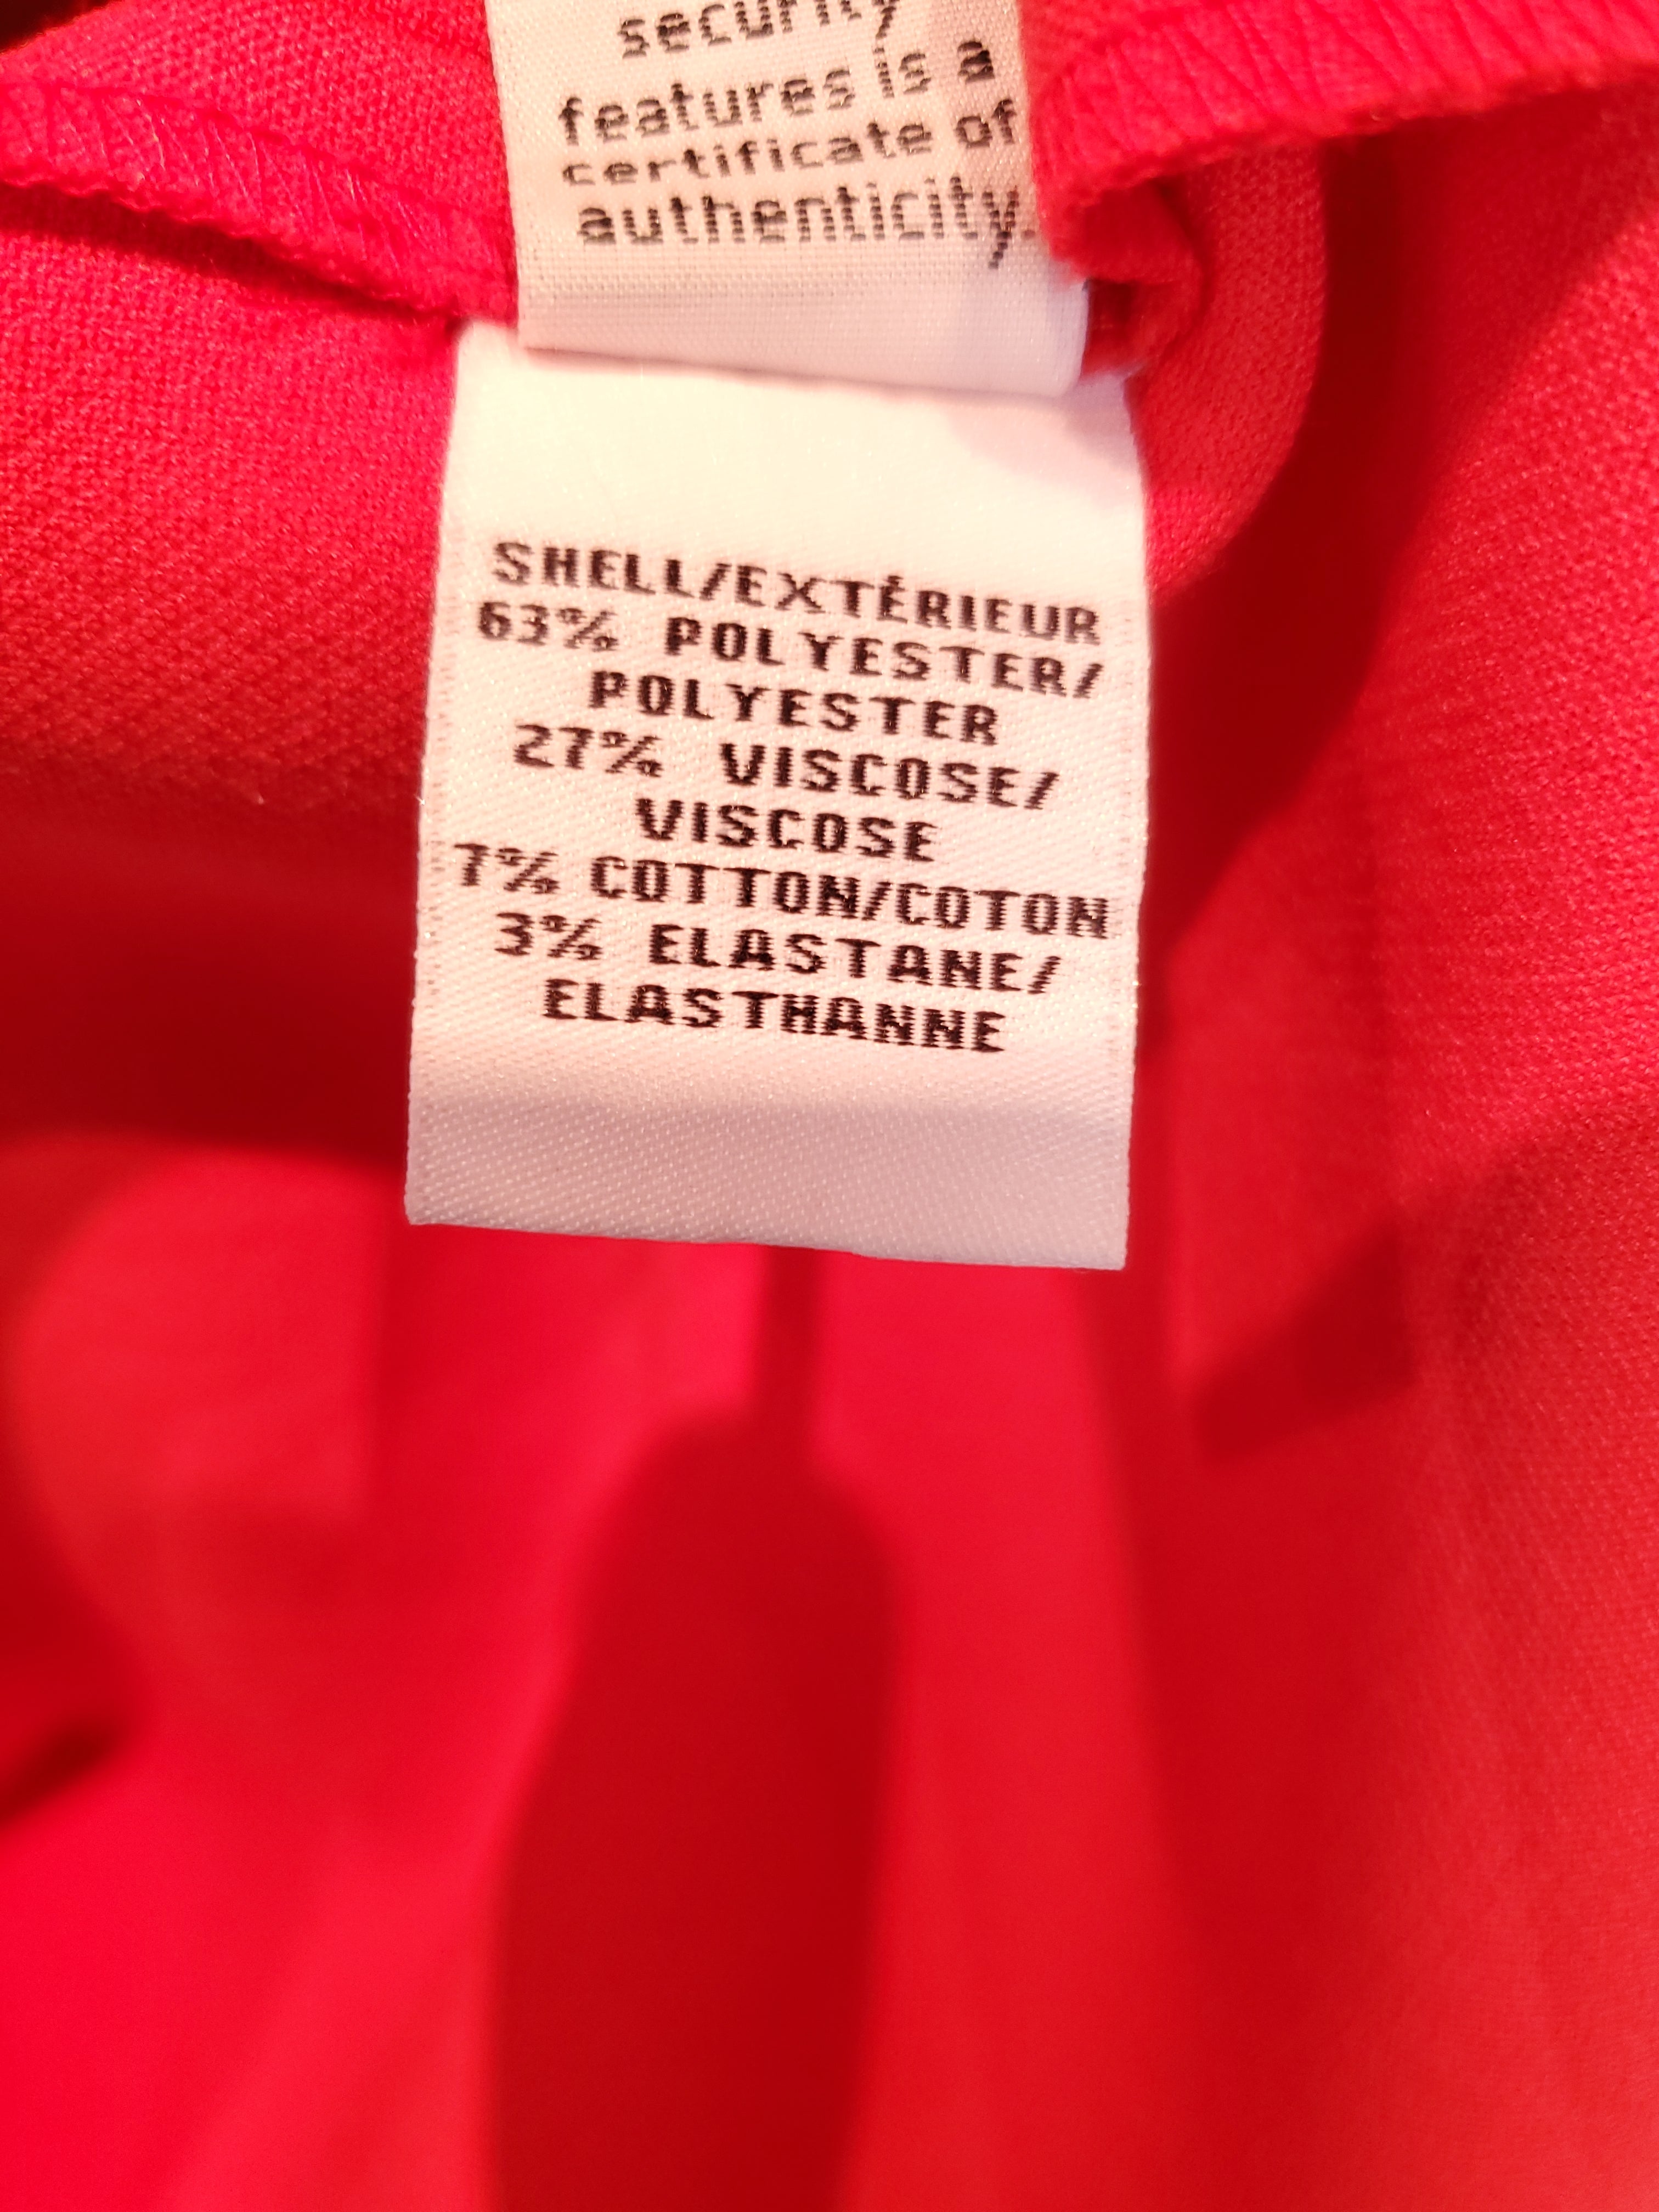 security
features is a
certificate of
authenticity.
SHELL/EXTÉRIEUR
63% POLYESTER/
POLYESTER
27% VISCOSE/
VISCOSE
7% COTTON/COTON
3% ELASTANE/
ELASTHANNE